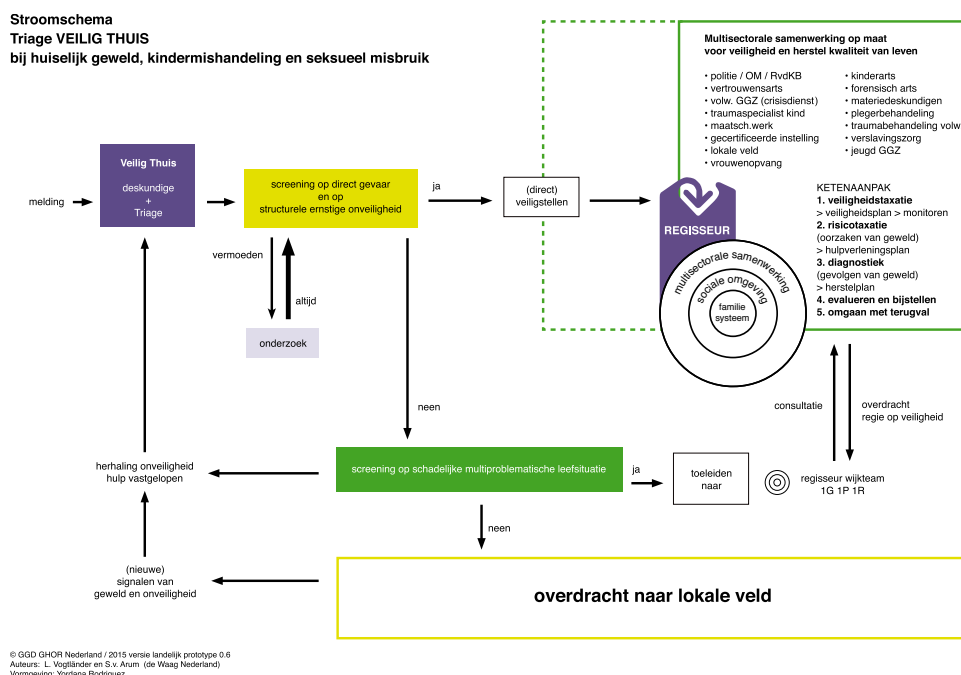 Stroomschema
Triage VEILIG THUIS
bij huiselijk geweld, kindermishandeling en seksueel misbruik
Multisectorale samenwerking op maat
voor veiligheid en herstel kwaliteit van leven
• politie / OM / RvdKB
• vertrouwensarts
• volw. GGZ (crisisdienst)
• traumaspecialist kind
• maatsch.werk
• gecertificeerde instelling
• lokale veld
• vrouwenopvang
• kinderarts
• forensisch arts
• materiedeskundigen
• plegerbehandeling
• traumabehandeling volw
• verslavingszorg
• jeugd GGZ
melding
Veilig Thuis
deskundige
+
Triage
screening op direct gevaar
en op
structurele ernstige onveiligheid
ja
(direct)
veiligstellen
REGISSEUR
multisectorale samenwerking
sociale omgeving
familie
systeem
KETENAANPAK
1. veiligheidstaxatie
> veiligheidsplan > monitoren
2. risicotaxatie
(oorzaken van geweld)
> hulpverleningsplan
3. diagnostiek
(gevolgen van geweld)
> herstelplan
4. evalueren en bijstellen
5. omgaan met terugval
vermoeden
altijd
onderzoek
neen
consultatie
overdracht
regie op veiligheid
herhaling onveiligheid
hulp vastgelopen
screening op schadelijke multiproblematische leefsituatie
ja
toeleiden
naar
regisseur wijkteam
1G 1P 1R
neen
(nieuwe)
signalen van
geweld en onveiligheid
overdracht naar lokale veld
© GGD GHOR Nederland / 2015 versie landelijk prototype 0.6
Auteurs: L. Vogtländer en S.v. Arum (de Waag Nederland)
Vormgeving: Yordana Rodriguez